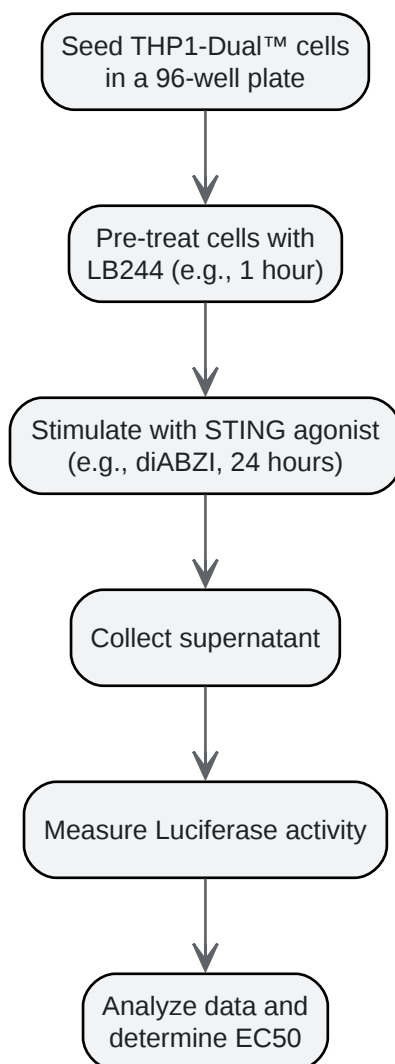 Seed THP1-Dual™ cells
in a 96-well plate
Pre-treat cells with
LB244 (e.g., 1 hour)
Stimulate with STING agonist
(e.g., diABZI, 24 hours)
Collect supernatant
Measure Luciferase activity
Analyze data and
determine EC50